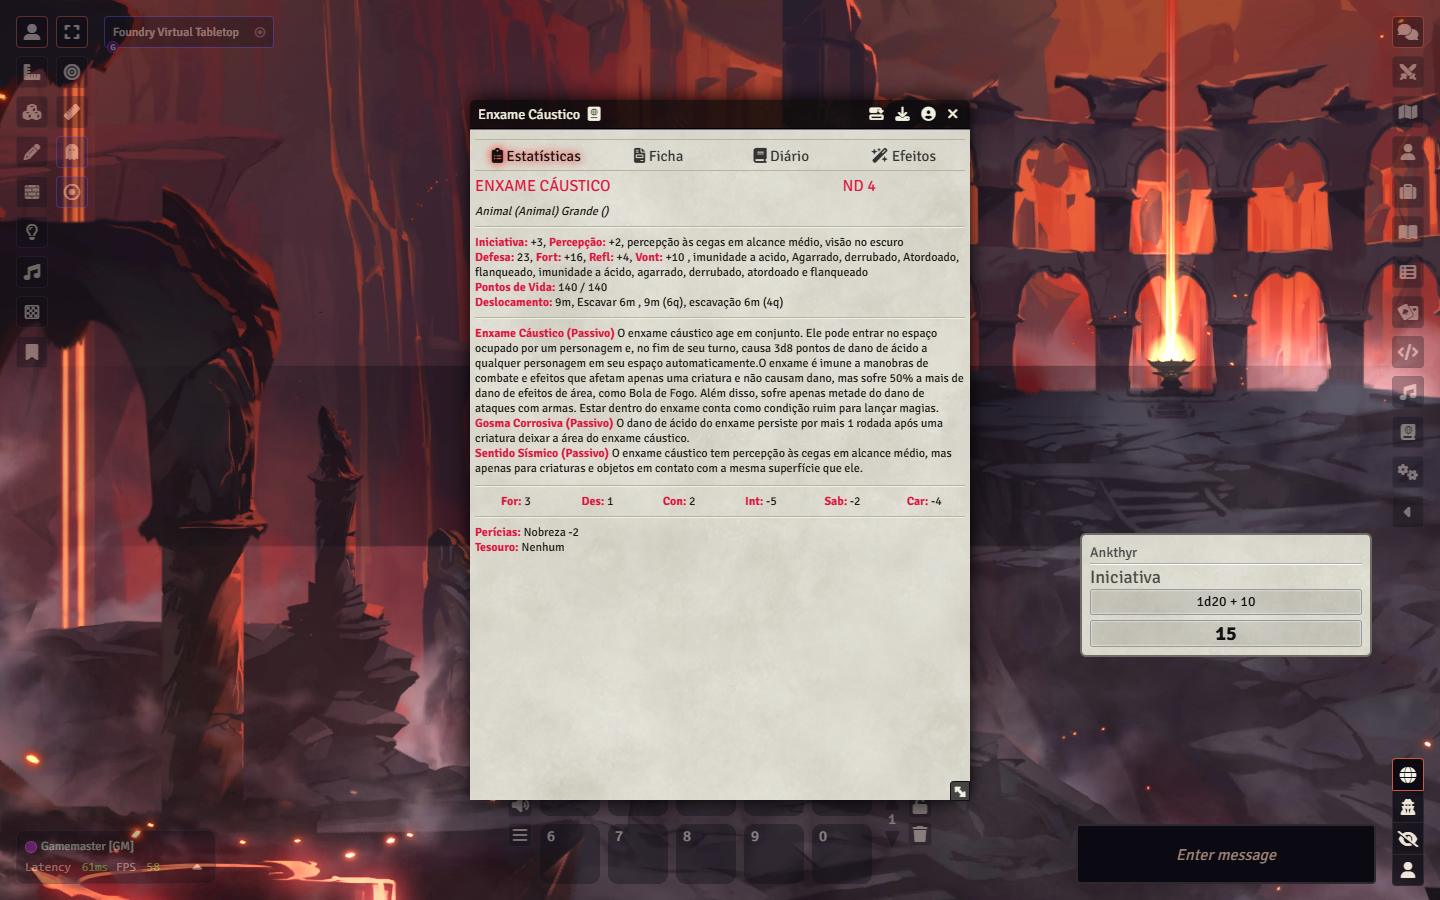 Foundry Virtual Tabletop
G
Enxame Cáustico
Estatísticas
Ficha
Diário
Efeitos
ENXAME CÁUSTICO
ND 4
Animal (Animal) Grande ()
Iniciativa: +3, Percepção: +2, percepção às cegas em alcance médio, visão no escuro
Defesa: 23, Fort: +16, Refl: +4, Vont: +10 , imunidade a acido, Agarrado, derrubado, Atordoado,
flanqueado, imunidade a ácido, agarrado, derrubado, atordoado e flanqueado
Pontos de Vida: 140 / 140
Deslocamento: 9m, Escavar 6m , 9m (6q), escavação 6m (4q)
Enxame Cáustico (Passivo) O enxame cáustico age em conjunto. Ele pode entrar no espaço
ocupado por um personagem e, no fim de seu turno, causa 3d8 pontos de dano de ácido a
qualquer personagem em seu espaço automaticamente.O enxame é imune a manobras de
combate e efeitos que afetam apenas uma criatura e não causam dano, mas sofre 50% a mais de
dano de efeitos de área, como Bola de Fogo. Além disso, sofre apenas metade do dano de
ataques com armas. Estar dentro do enxame conta como condição ruim para lançar magias.
Gosma Corrosiva (Passivo) O dano de ácido do enxame persiste por mais 1 rodada após uma
criatura deixar a área do enxame cáustico.
Sentido Sísmico (Passivo) O enxame cáustico tem percepção às cegas em alcance médio, mas
apenas para criaturas e objetos em contato com a mesma superfície que ele.
For: 3 Des: 1 Con: 2 Int: -5 Sab: -2 Car: -4
Perícias: Nobreza -2
Tesouro: Nenhum
Ankthyr
Iniciativa
1d20 + 10
15
1
6 7 8 9 0
Gamemaster [GM]
Latency 61ms FPS 58
Enter message